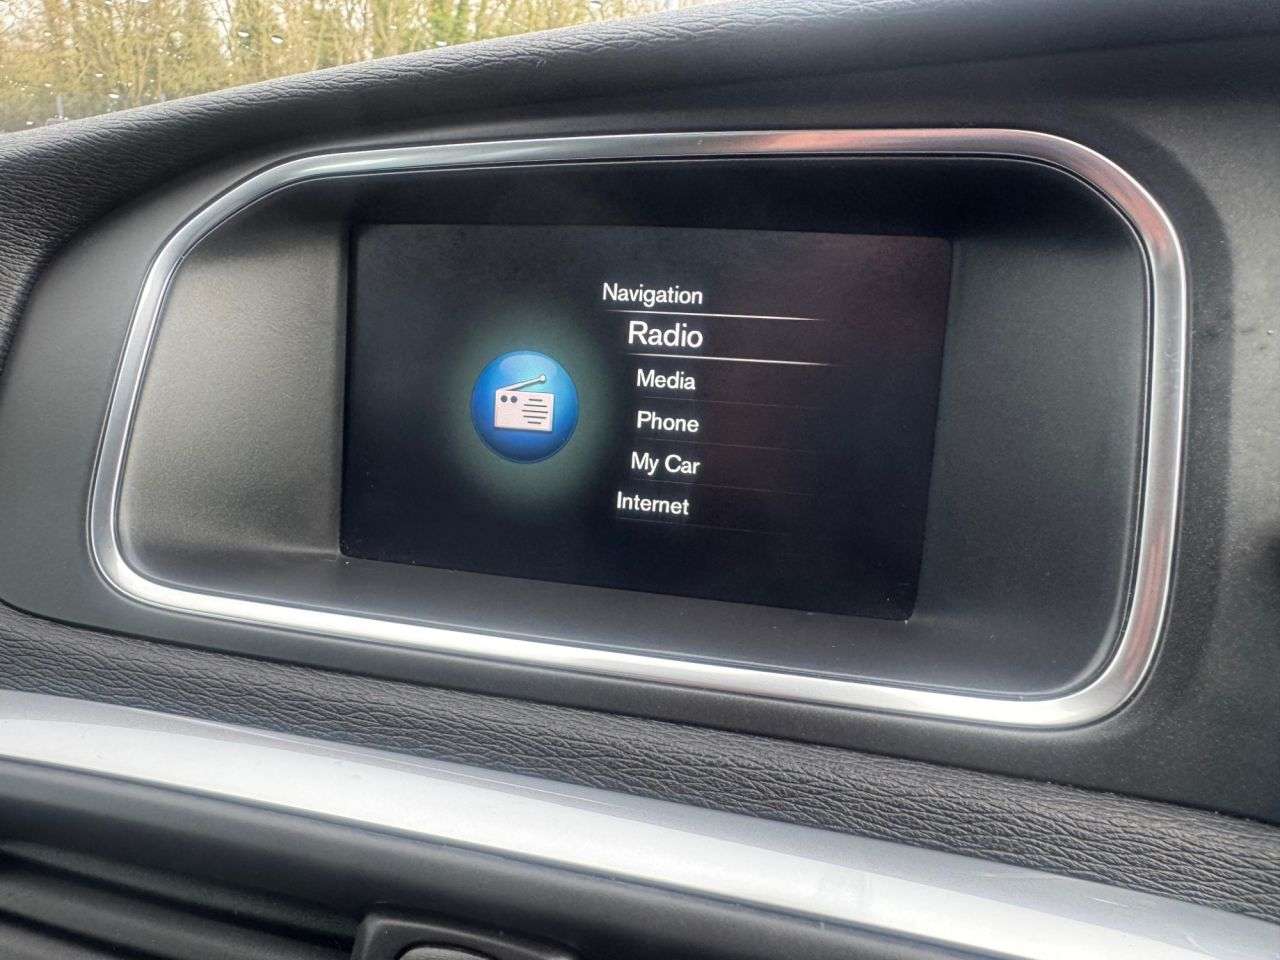 Navigation
Radio
Media
Phone
My Car
Internet